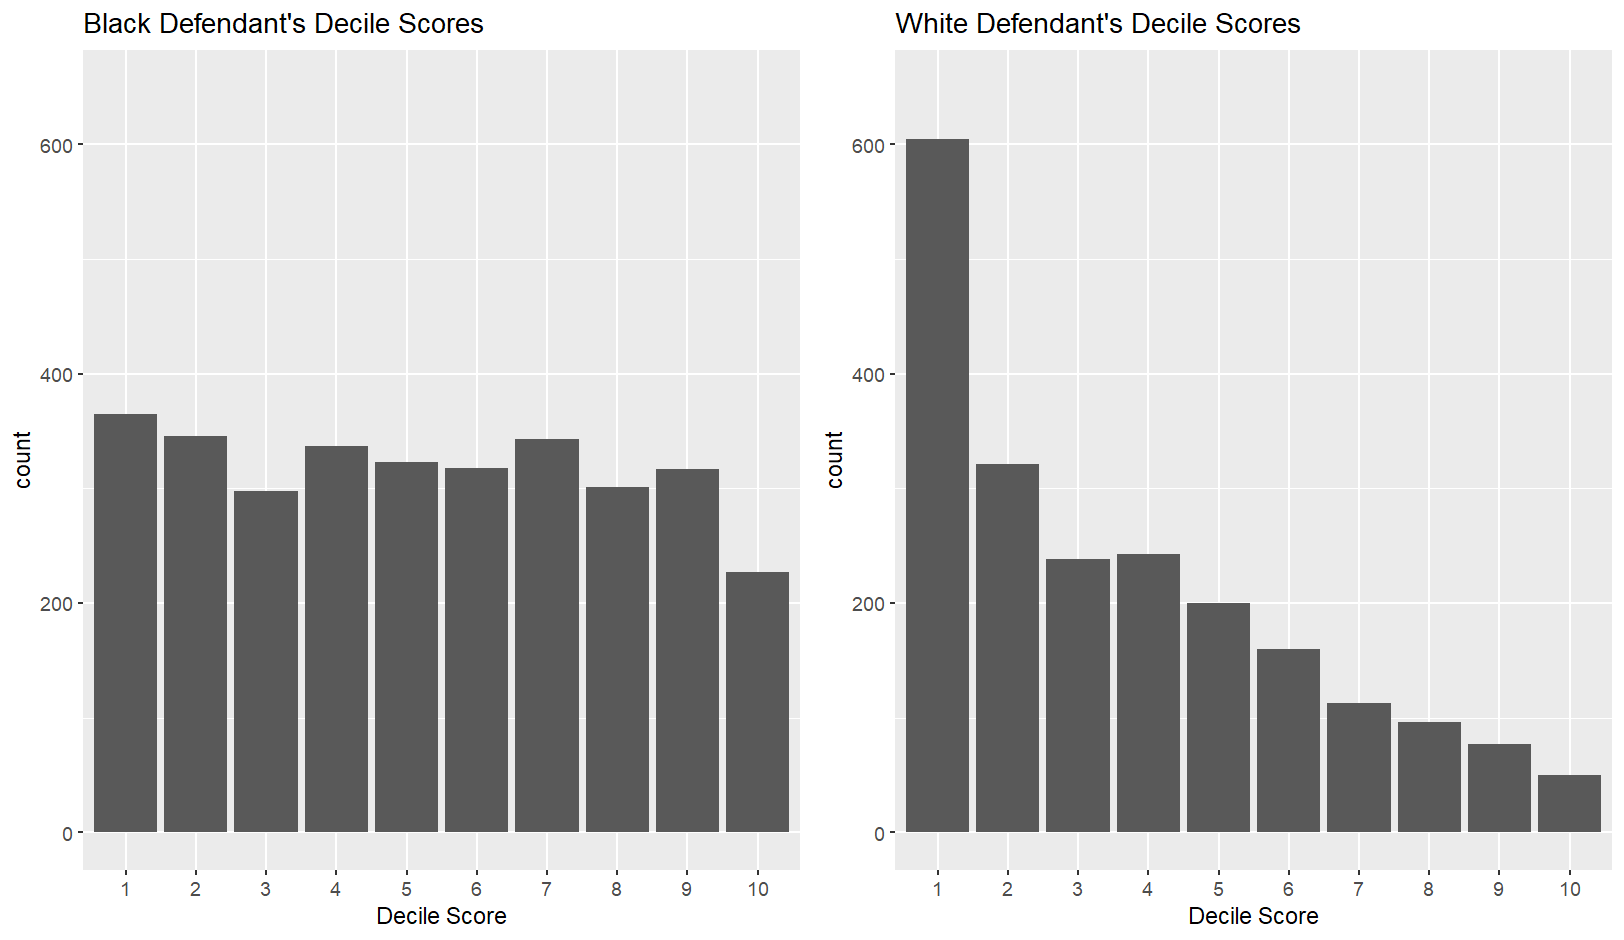 Black Defendant's Decile Scores
600
400
200
0
count
1 2 3 4 5 6 7 8 9 10
Decile Score
White Defendant's Decile Scores
600
400
200
0
count
1 2 3 4 5 6 7 8 9 10
Decile Score